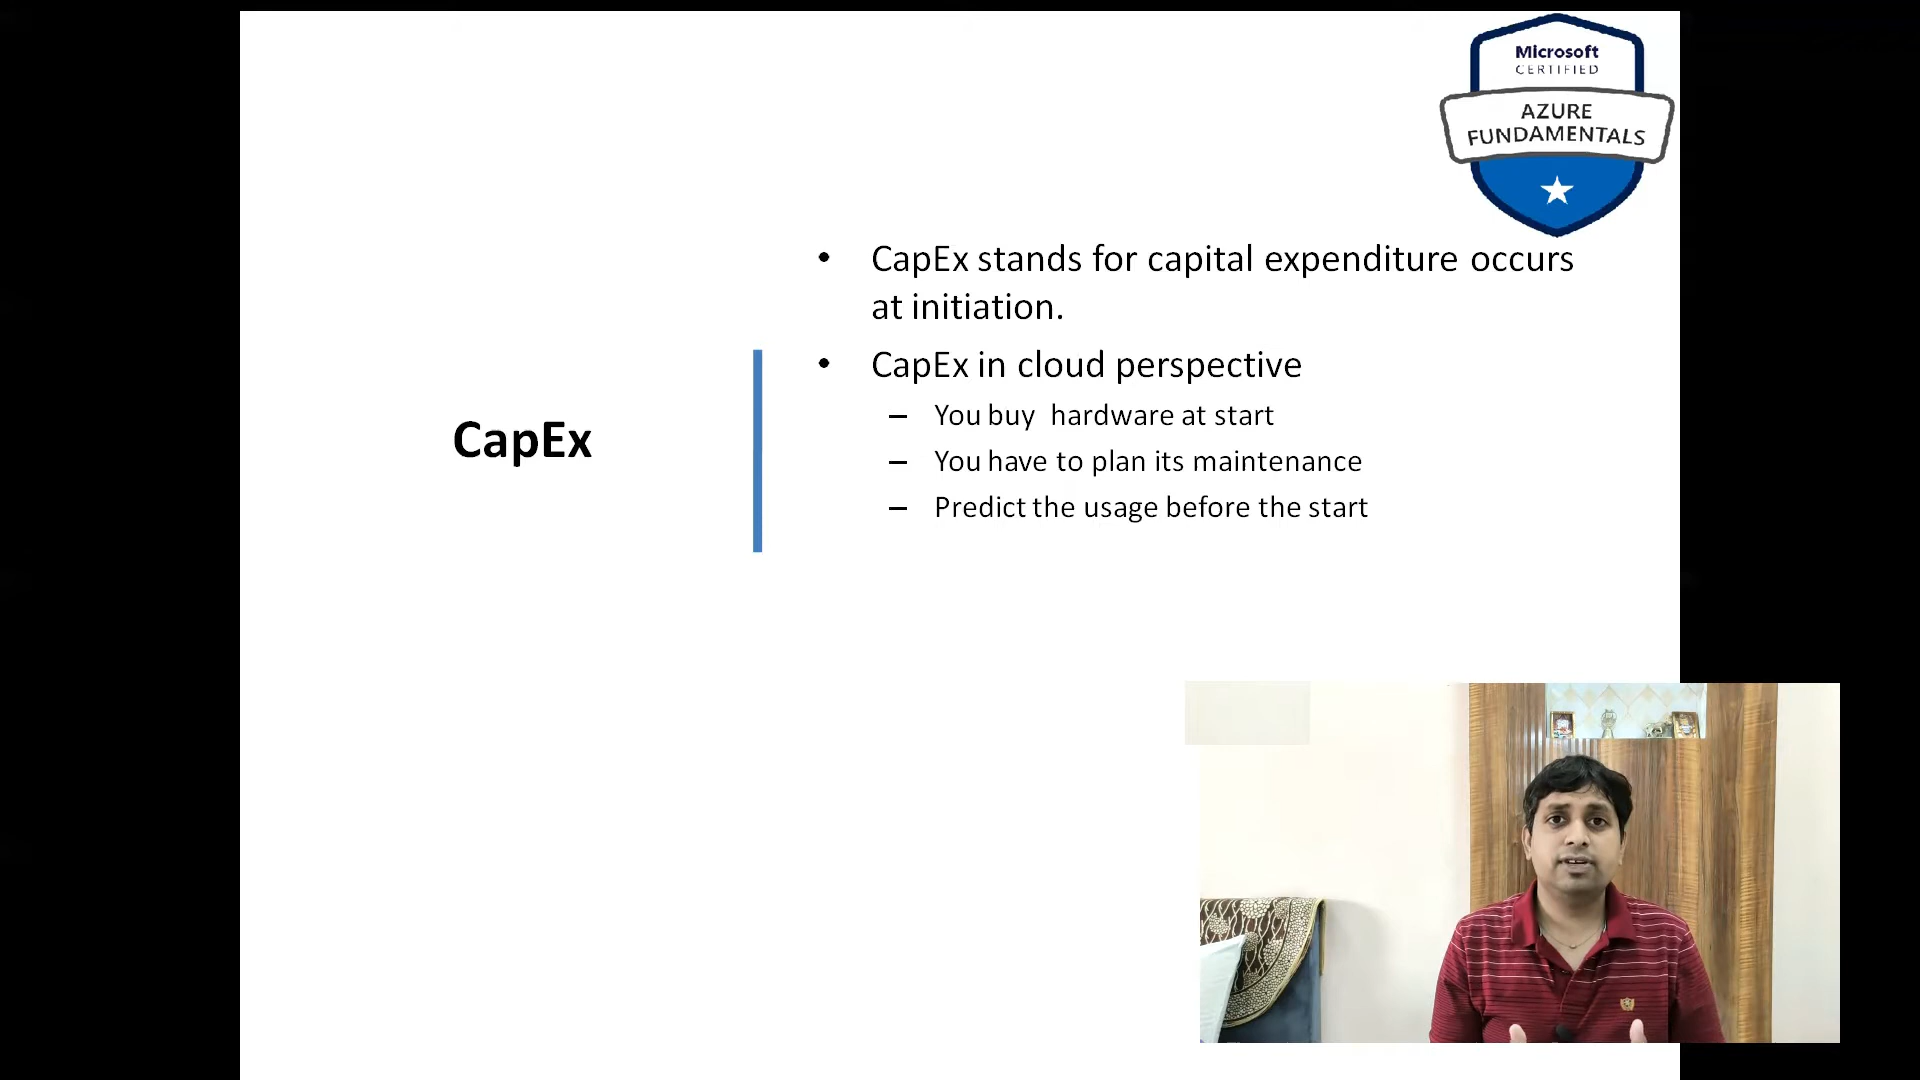 Microsoft
CERTIFIED
AZURE
FUNDAMENTALS
• CapEx stands for capital expenditure occurs
at initiation.
• CapEx in cloud perspective
– You buy  hardware at start
– You have to plan its maintenance
– Predict the usage before the start
CapEx